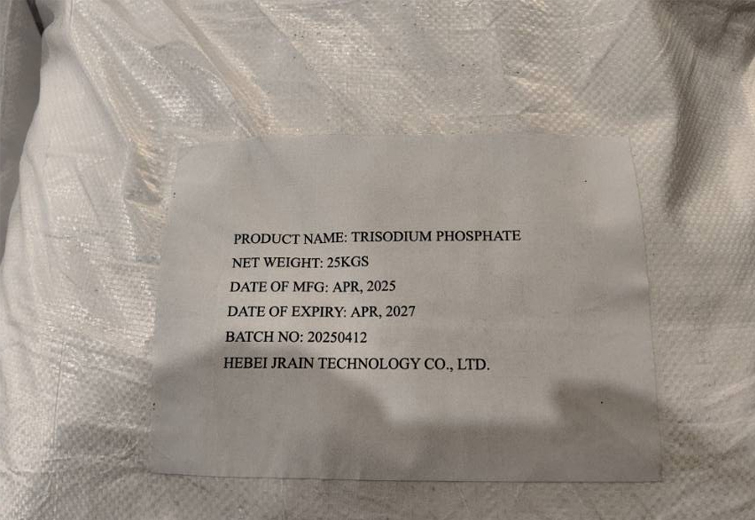 PRODUCT NAME: TRISODIUM PHOSPHATE
NET WEIGHT: 25KGS
DATE OF MFG: APR, 2025
DATE OF EXPIRY: APR, 2027
BATCH NO: 20250412
HEBEI JRAIN TECHNOLOGY CO., LTD.